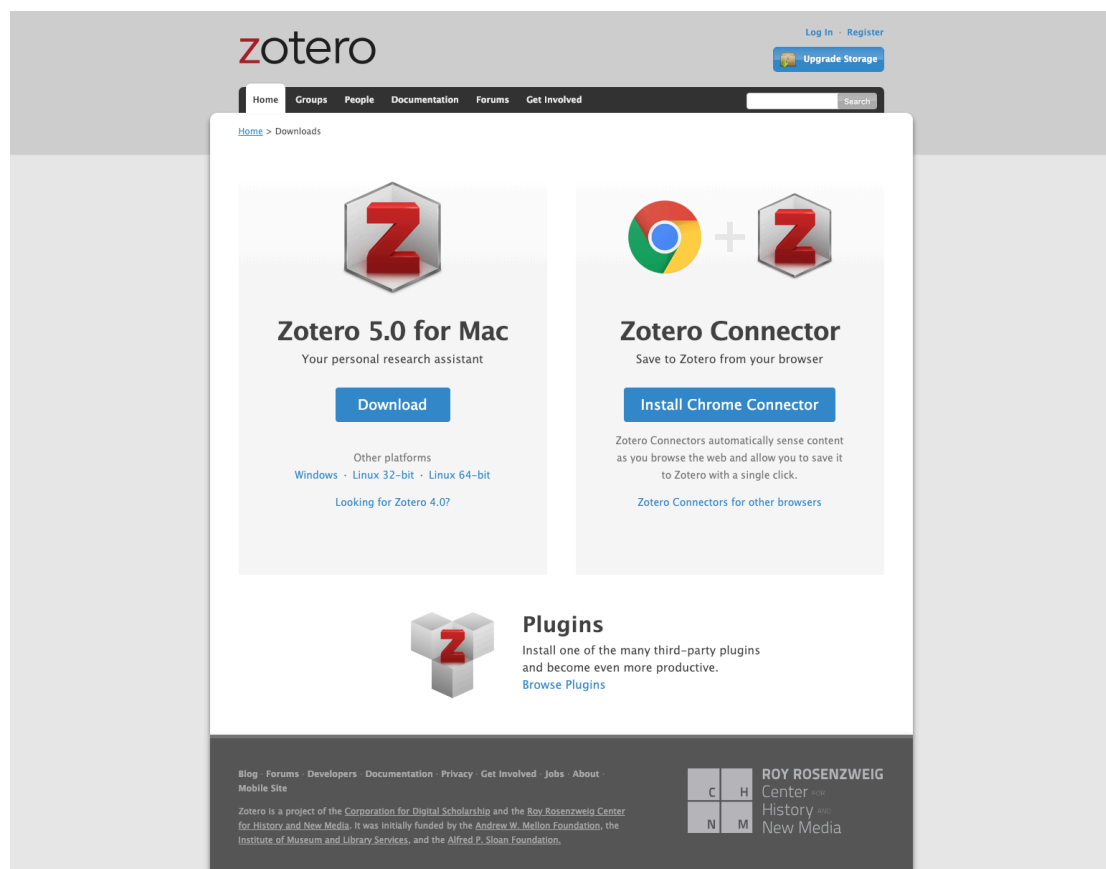 zotero
Log In · Register
Upgrade Storage
Home Groups People Documentation Forums Get Involved
Search
Home > Downloads
Z
Z
Zotero 5.0 for Mac
Your personal research assistant
Download
Other platforms
Windows · Linux 32-bit · Linux 64-bit
Looking for Zotero 4.0?
Zotero Connector
Save to Zotero from your browser
Install Chrome Connector
Zotero Connectors automatically sense content
as you browse the web and allow you to save it
to Zotero with a single click.
Zotero Connectors for other browsers
Z
Plugins
Install one of the many third-party plugins
and become even more productive.
Browse Plugins
Blog · Forums · Developers · Documentation · Privacy · Get Involved · Jobs · About ·
Mobile Site
Zotero is a project of the Corporation for Digital Scholarship and the Roy Rosenzweig Center
for History and New Media. It was initially funded by the Andrew W. Mellon Foundation, the
Institute of Museum and Library Services, and the Alfred P. Sloan Foundation.
C H
N M
ROY ROSENZWEIG
Center FOR
History AND
New Media